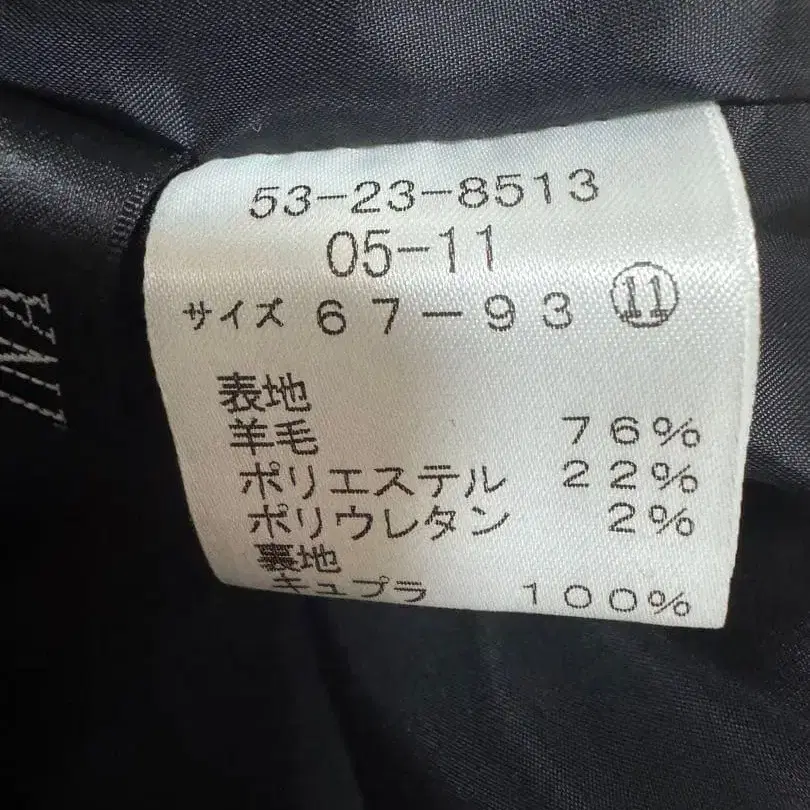 53-23-8513
05-11
サイズ 67-93 ⑪
表地
羊毛 76%
ポリエステル 22%
ポリウレタン 2%
裏地
キュプラ 100%